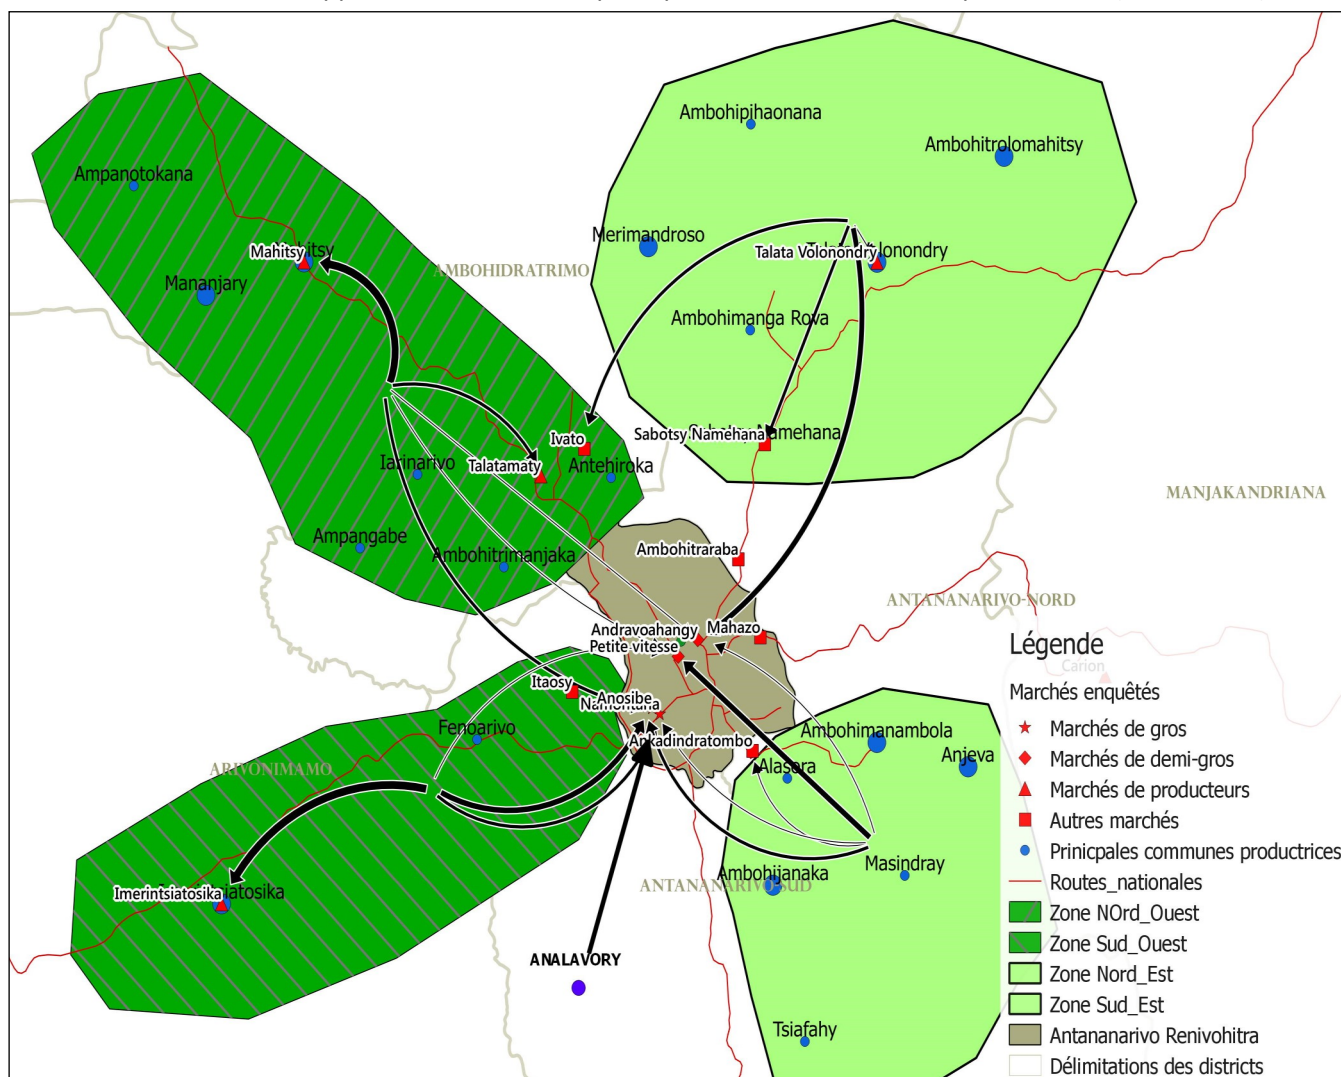 Ambohipihaonana
Ambohitrolomahitsy
Ampanotokana
Merimandroso
Mahitsy
Talata Volonondry
AMBOHIDRATRIMO
Mananjary
Ambohimanga Rova
Sabotsy Namehana
Ivato
Iarinarivo
Talatamaty
Antehiroka
MANJAKANDRIANA
Ampangabe
Ambohitrimanjaka
Ambohitraraba
ANTANANARIVO-NORD
Andravoahangy
Mahazo
Petite vitesse
Itaosy
Anosibe
Namontana
Fenoarivo
Ankadindratombo
Ambohimanambola
Anjeva
Alasora
ARIVONIMAMO
Masindray
Ambohijanaka
ANTANANARIVO-SUD
Imerintsiatosika
ANALAVORY
Tsiafahy
Carion
Légende
Marchés enquêtés
Marchés de gros
Marchés de demi-gros
Marchés de producteurs
Autres marchés
Prinicpales communes productrices
Routes_nationales
Zone NOrd_Ouest
Zone Sud_Ouest
Zone Nord_Est
Zone Sud_Est
Antananarivo Renivohitra
Délimitations des districts